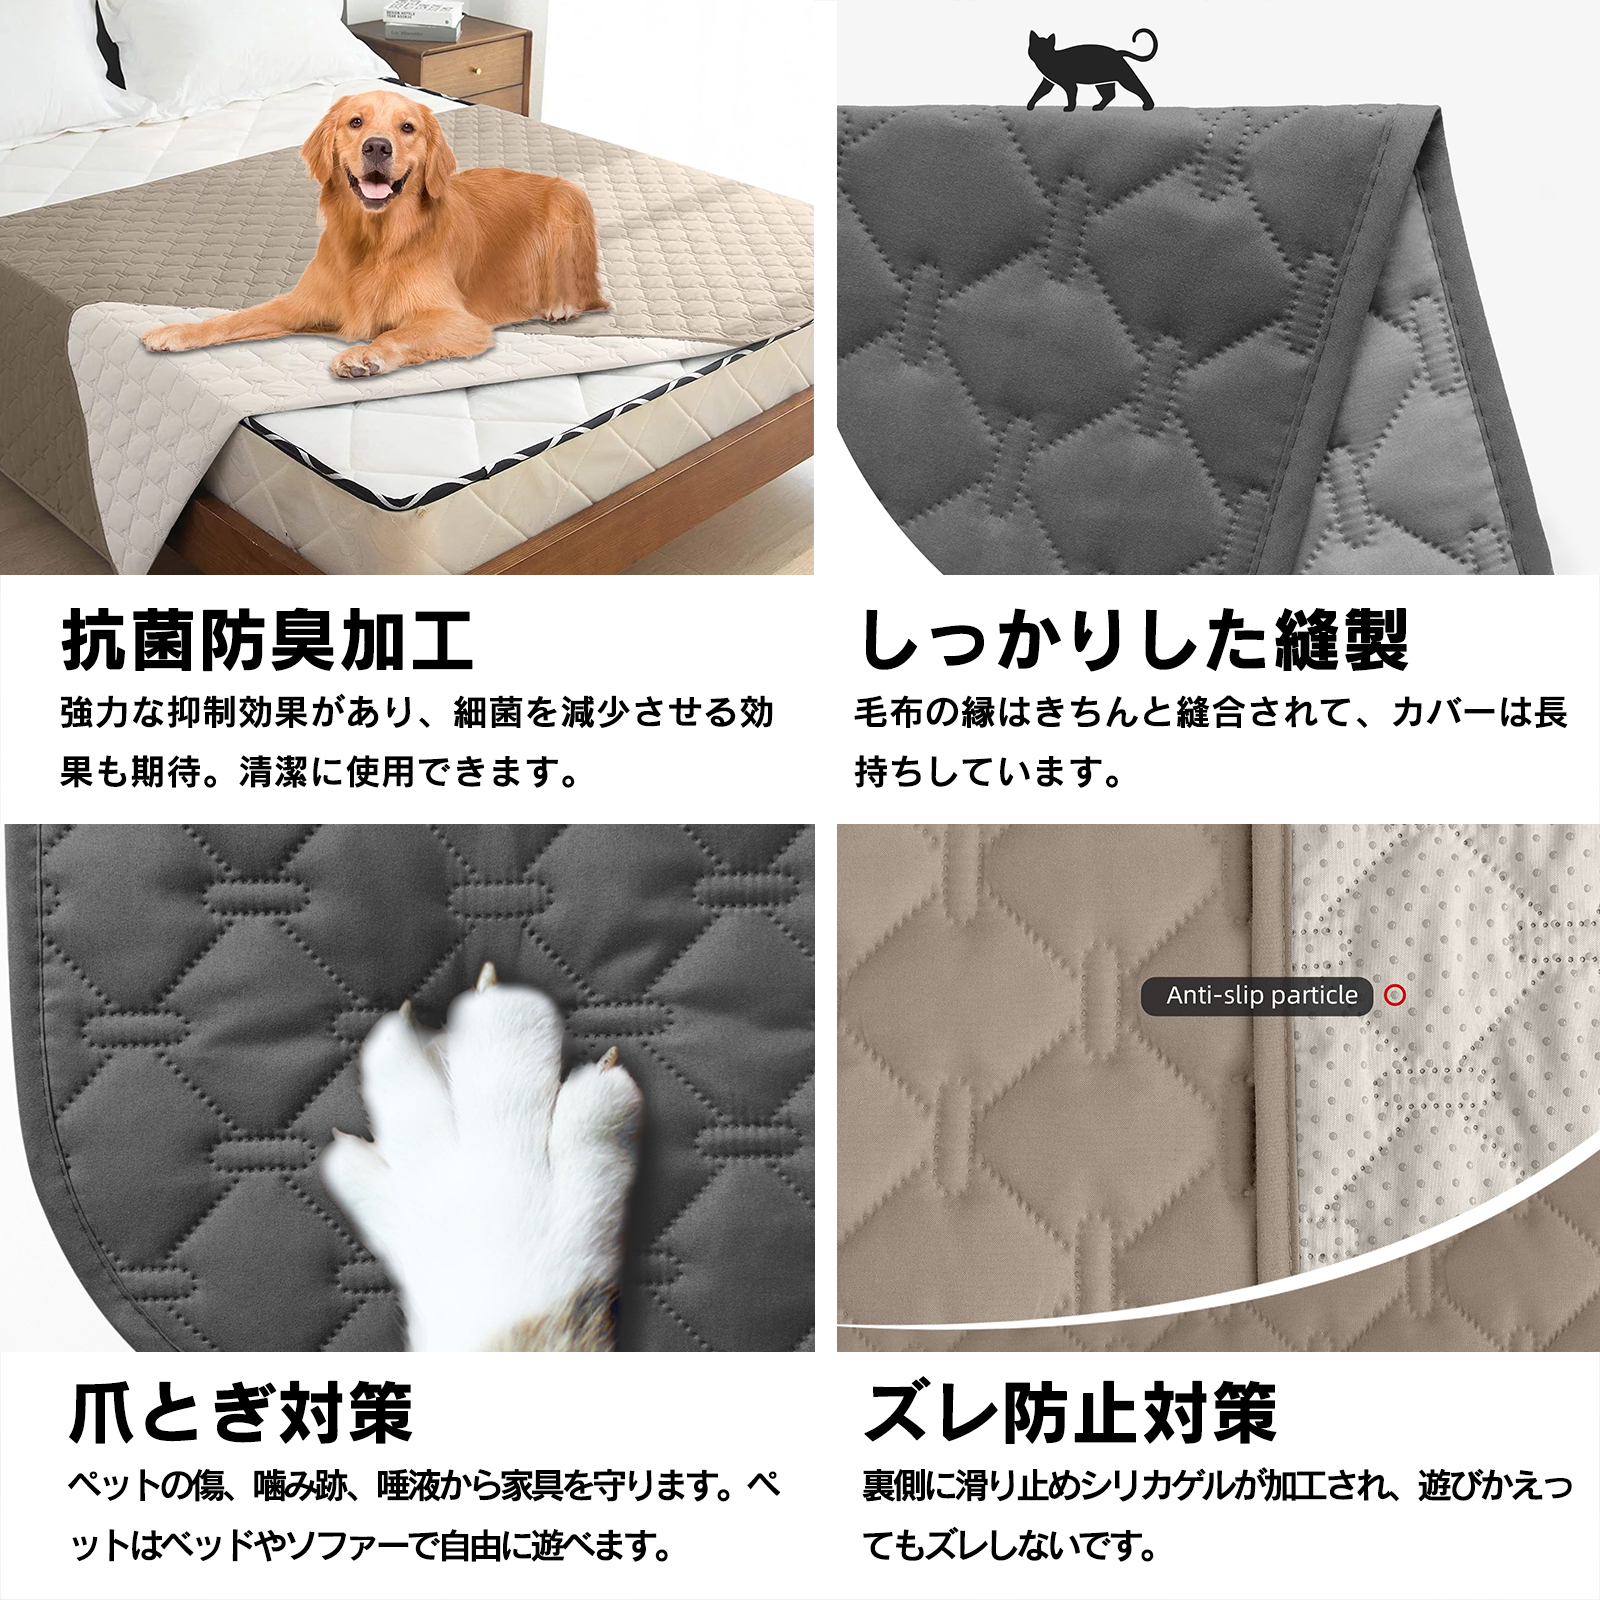 抗菌防臭加工
強力な抑制効果があり、細菌を減少させる効
果も期待。清潔に使用できます。
しっかりした縫製
毛布の縁はきちんと縫合されて、カバーは長
持ちしています。
Anti-slip particle
爪とぎ対策
ペットの傷、噛み跡、唾液から家具を守ります。ペ
ットはベッドやソファーで自由に遊べます。
ズレ防止対策
裏側に滑り止めシリカゲルが加工され、遊びかえっ
てもズレしないです。